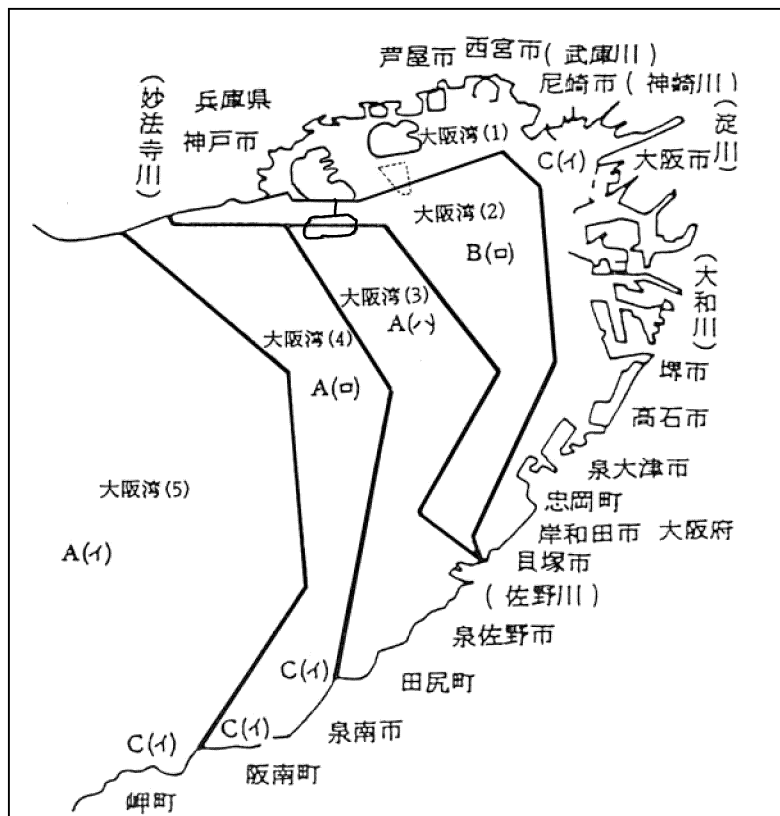 芦屋市
西宮市(武庫川)
尼崎市(神崎川)
(妙法寺川)
兵庫県
神戸市
大阪湾(1)
C(イ)
(淀川)
大阪市
大阪湾(2)
B(ロ)
(大和川)
大阪湾(3)
A(ハ)
大阪湾(4)
A(ロ)
堺市
高石市
泉大津市
大阪湾(5)
A(イ)
忠岡町
岸和田市 大阪府
貝塚市
(佐野川)
泉佐野市
C(イ)
田尻町
C(イ)
泉南市
C(イ)
阪南町
岬町